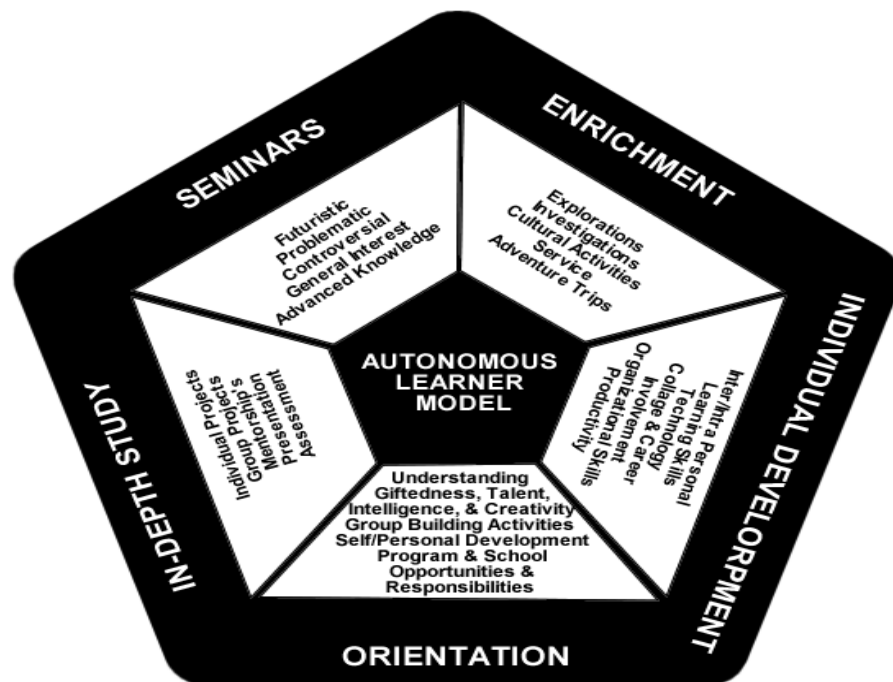 SEMINARS
Futuristic
Problematic
Controversial
General Interest
Advanced Knowledge
ENRICHMENT
Explorations
Investigations
Cultural Activities
Service
Adventure Trips
INDIVIDUAL DEVELORPMENT
Inter/Intra Personal
Learning Skills
Technology
Collage & Career
Involvement
Organizational Skills
Productivity
AUTONOMOUS
LEARNER
MODEL
IN-DEPTH STUDY
Individual Projects
Group Projects
Mentorship's
Presentation
Assessment
Understanding
Giftedness, Talent,
Intelligence, & Creativity
Group Building Activities
Self/Personal Development
Program & School
Opportunities &
Responsibilities
ORIENTATION